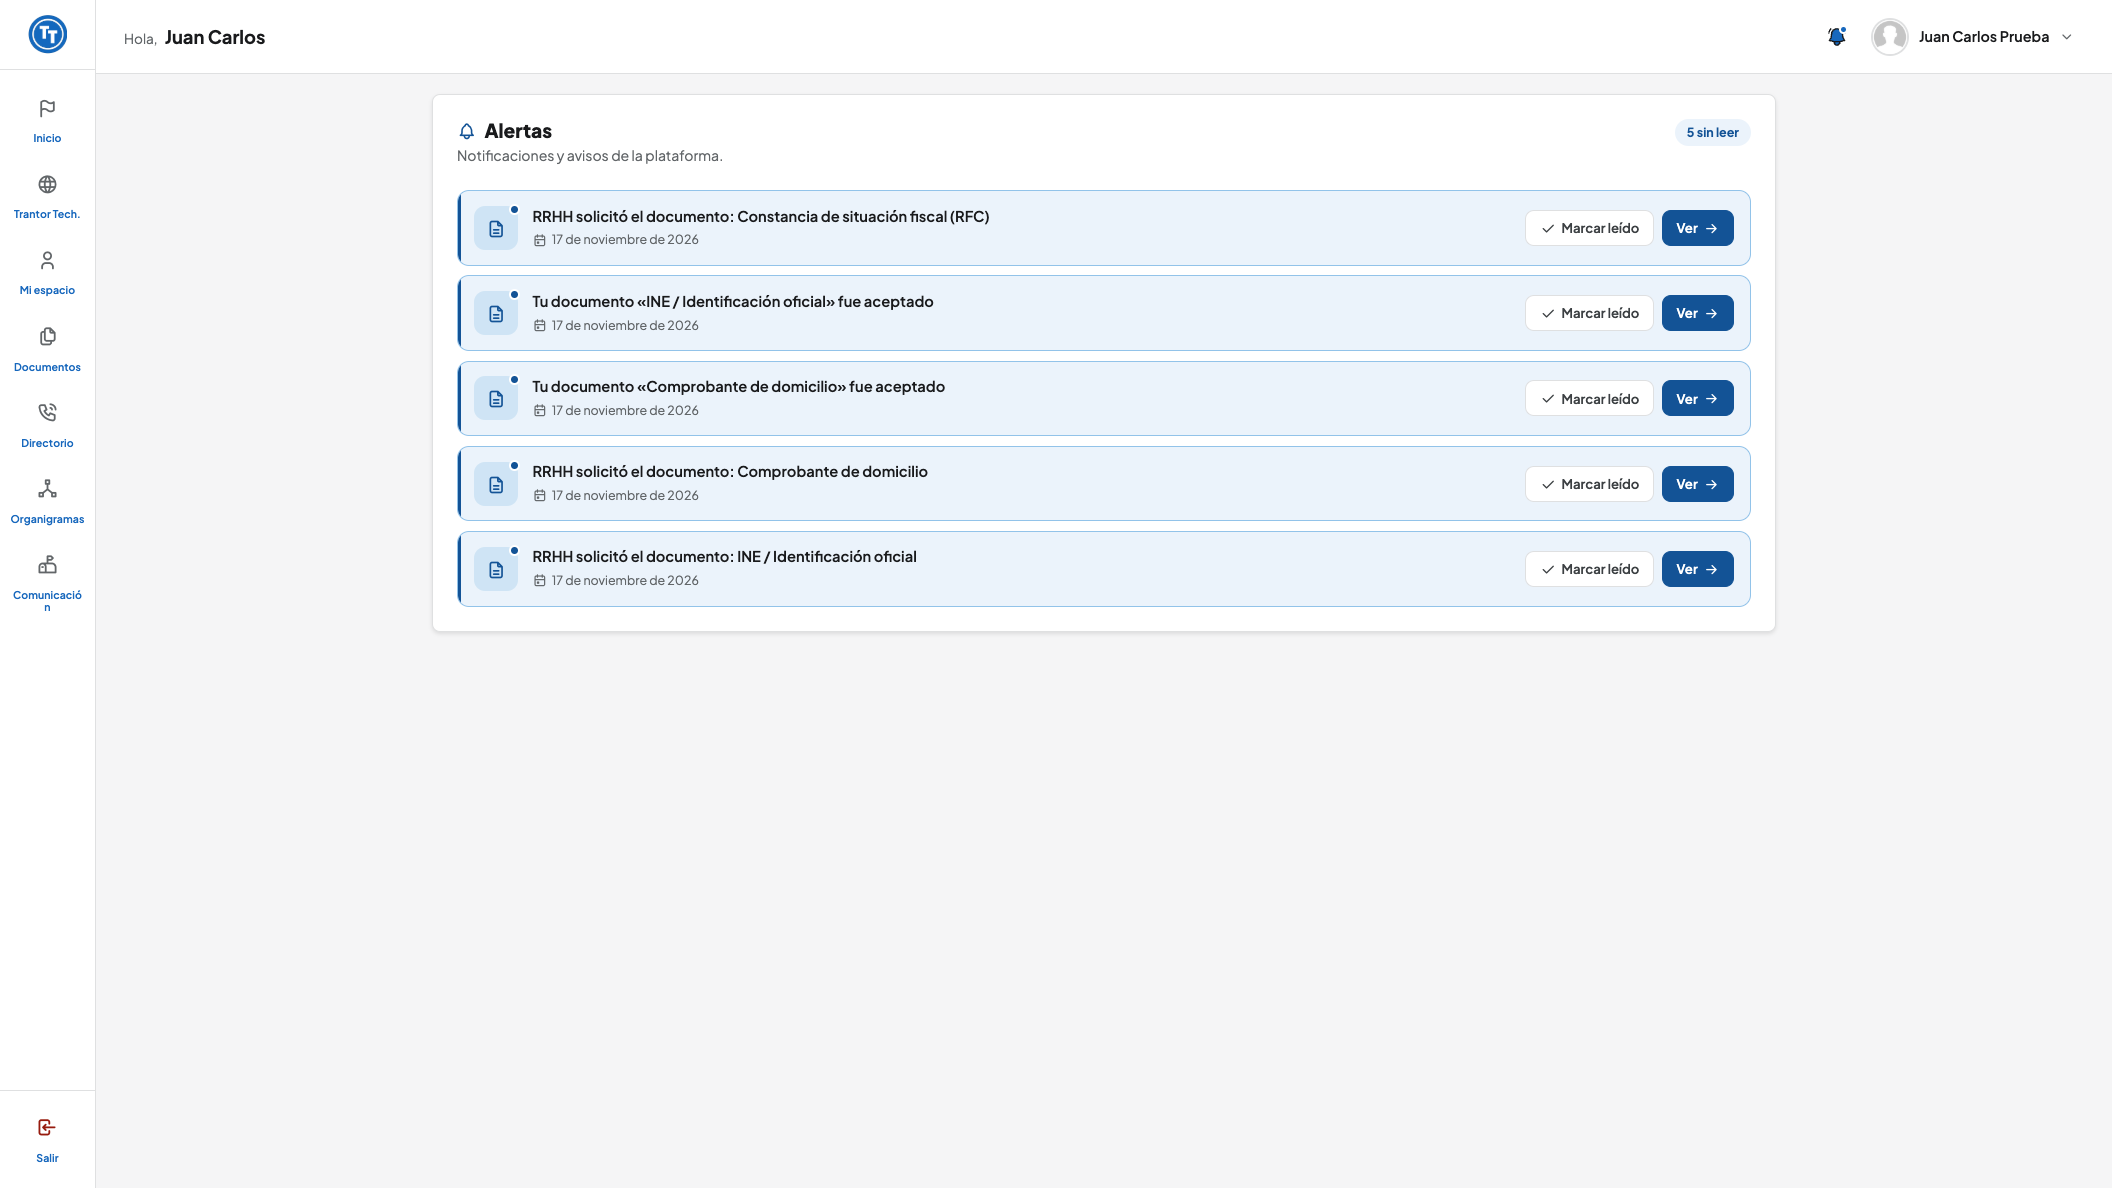 TT
Hola, Juan Carlos
Juan Carlos Prueba
Inicio
Trantor Tech.
Mi espacio
Documentos
Directorio
Organigramas
Comunicació
n
Salir
Alertas
5 sin leer
Notificaciones y avisos de la plataforma.
RRHH solicitó el documento: Constancia de situación fiscal (RFC)
17 de noviembre de 2026
Marcar leído
Ver
Tu documento «INE / Identificación oficial» fue aceptado
17 de noviembre de 2026
Marcar leído
Ver
Tu documento «Comprobante de domicilio» fue aceptado
17 de noviembre de 2026
Marcar leído
Ver
RRHH solicitó el documento: Comprobante de domicilio
17 de noviembre de 2026
Marcar leído
Ver
RRHH solicitó el documento: INE / Identificación oficial
17 de noviembre de 2026
Marcar leído
Ver